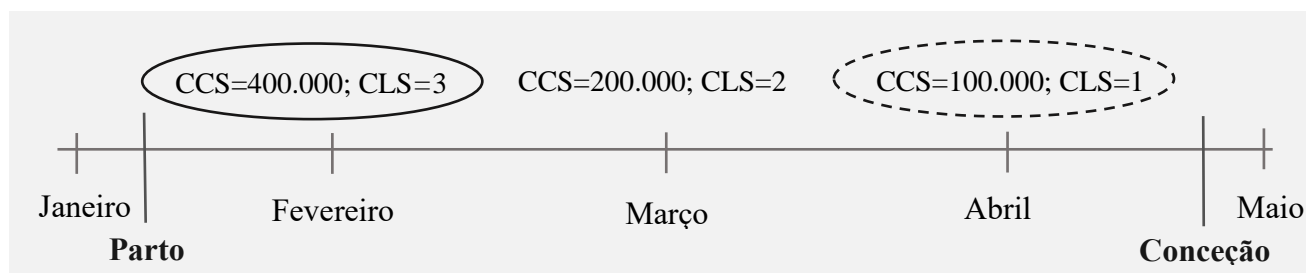 CCS=400.000; CLS=3 CCS=200.000; CLS=2 CCS=100.000; CLS=1
Janeiro Fevereiro Março Abril Maio
Parto Conceção